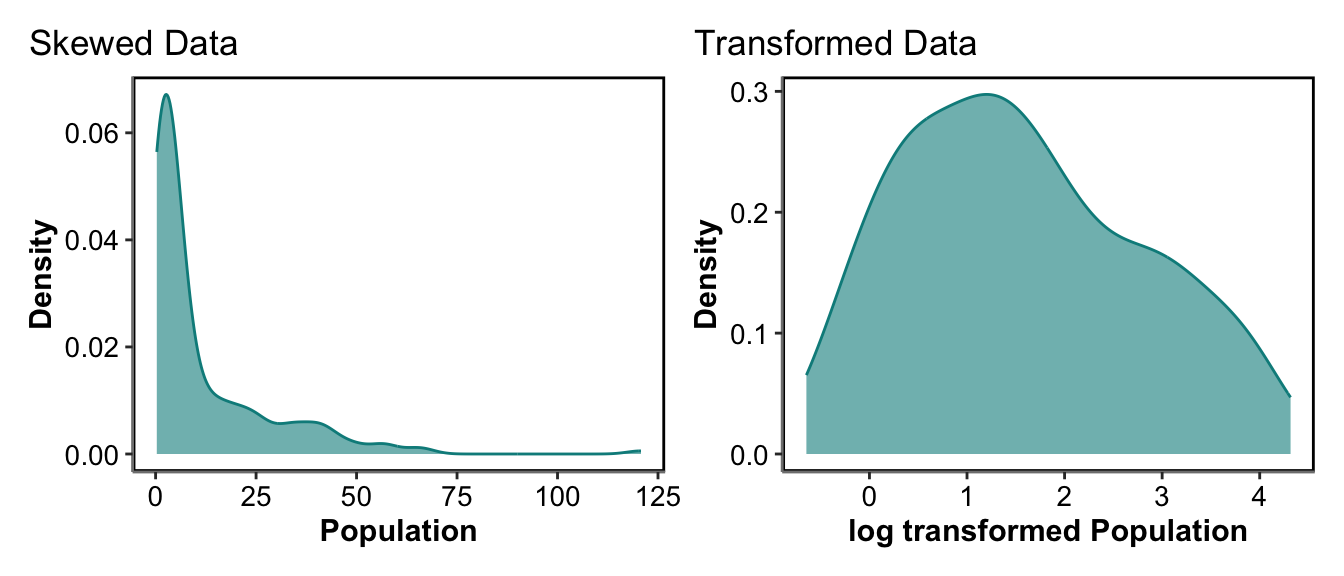 Skewed Data
Density
0.06
0.04
0.02
0.00
0 25 50 75 100 125
Population
Transformed Data
Density
0.3
0.2
0.1
0.0
0 1 2 3 4
log transformed Population